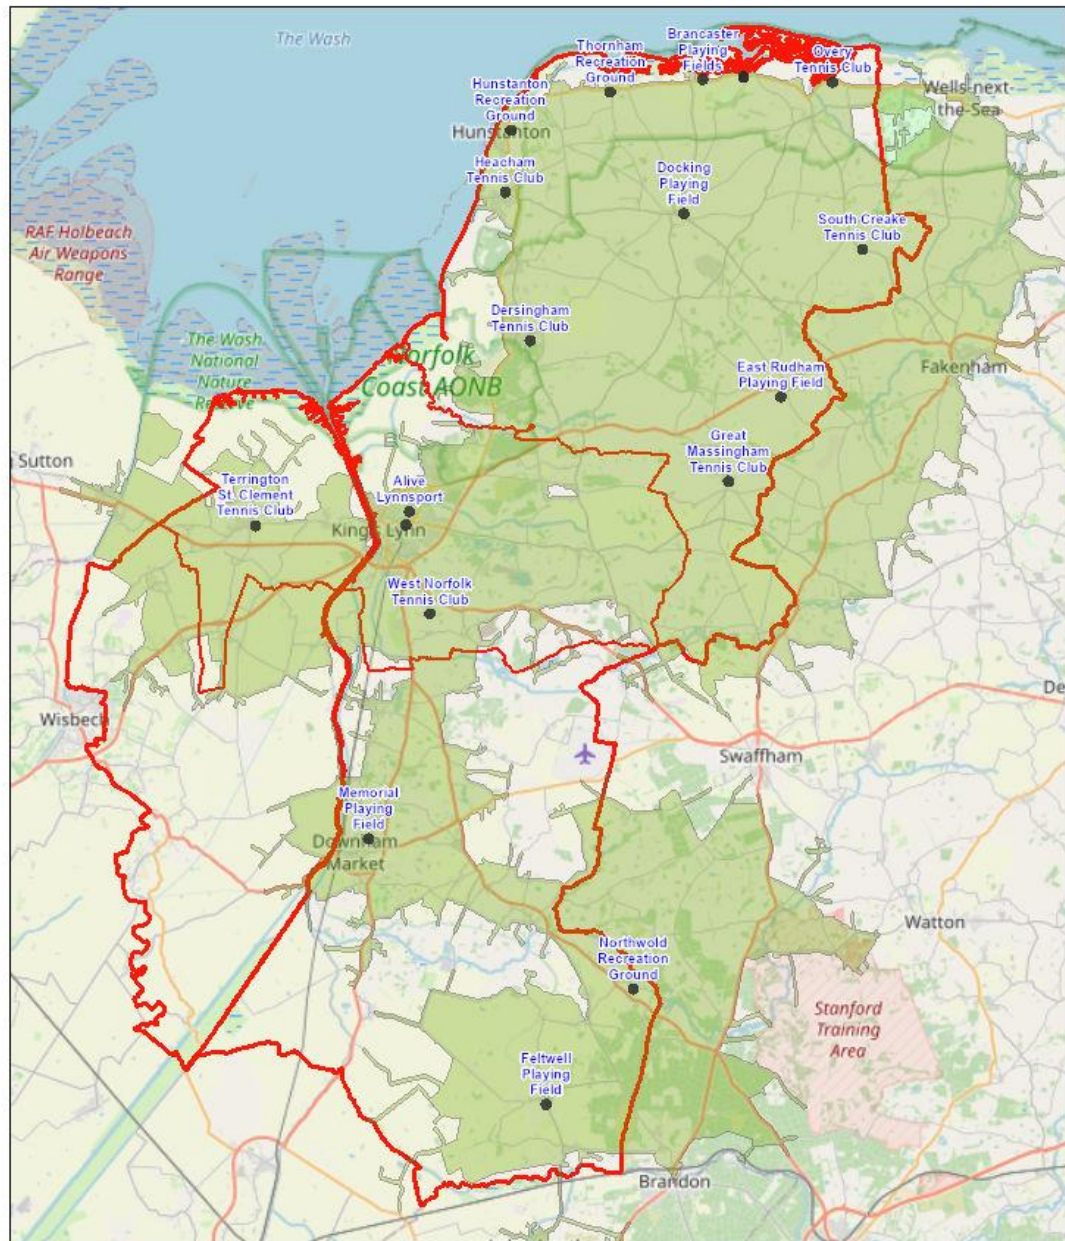 The Wash
Brancaster
Playing
Fields
Thornham
Recreation
Ground
Overy
Tennis Club
Hunstanton
Recreation
Ground
Wells-next-
the-Sea
Hunstanton
Heacham
Tennis Club
Docking
Playing
Field
RAF Holbeach
Air Weapons
Range
South Creake
Tennis Club
Dersingham
Tennis Club
The Wash
National
Nature
Reserve
Norfolk
Coast AONB
East Rudham
Playing Field
Fakenham
Great
Massingham
Tennis Club
g Sutton
Terrington
St. Clement
Tennis Club
Alive
Lynnsport
King's Lynn
West Norfolk
Tennis Club
De
Wisbech
Swaffham
Memorial
Playing
Field
Downham
Market
Watton
Northwold
Recreation
Ground
Stanford
Training
Area
Feltwell
Playing
Field
Brandon